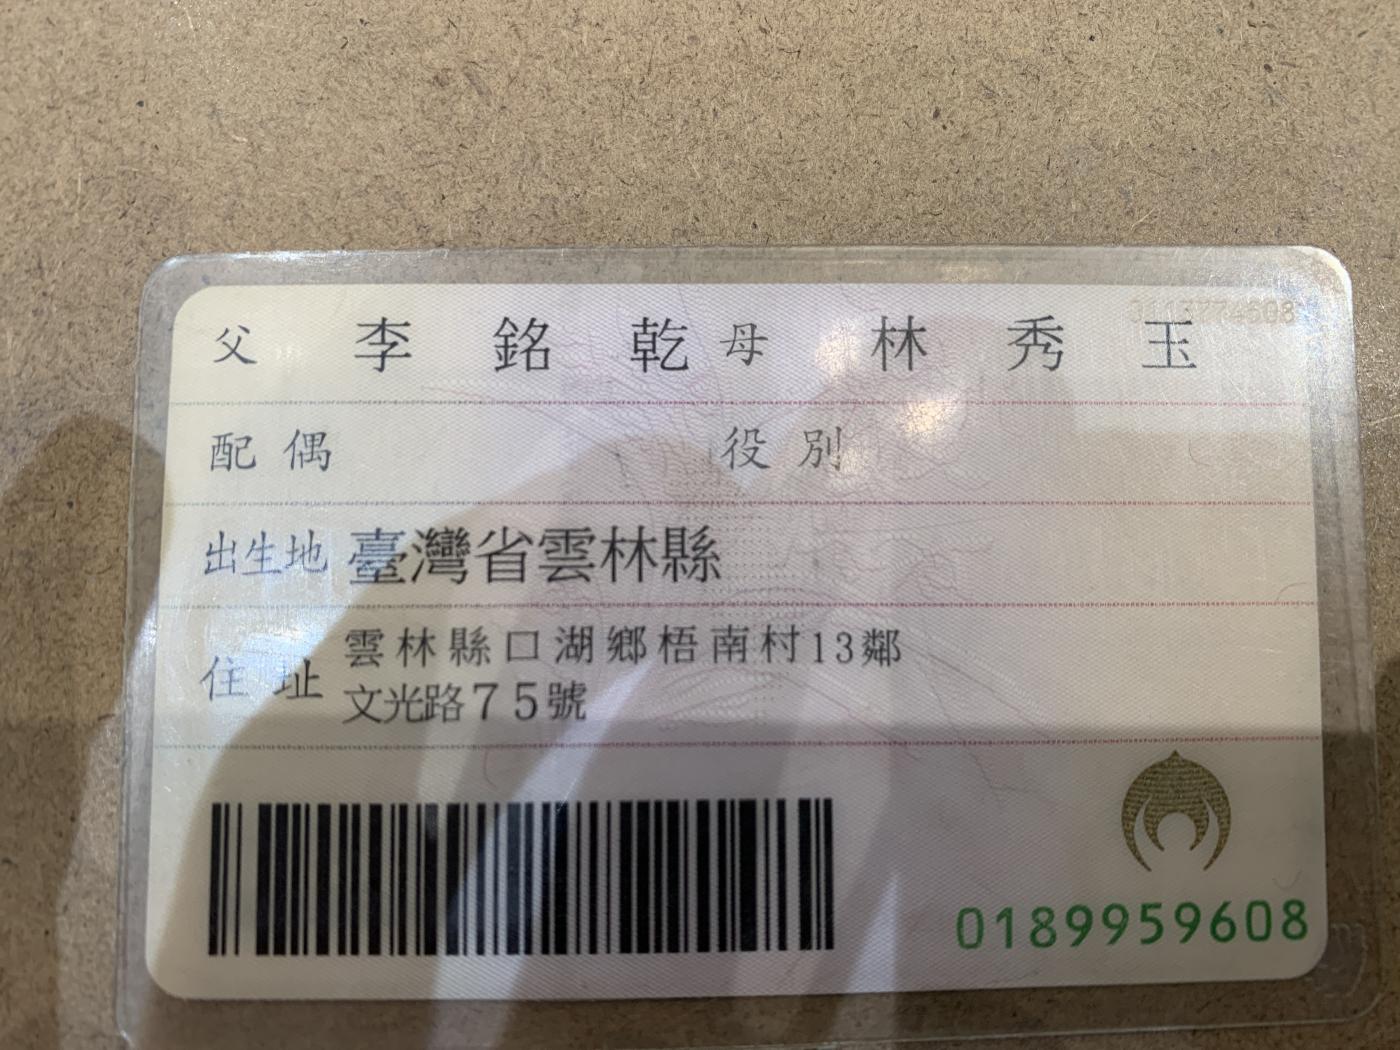 父 李銘乾 母 林秀玉
配偶 役別
出生地 臺灣省雲林縣
住址 雲林縣口湖鄉梧南村13鄰
文光路75號
0189959608